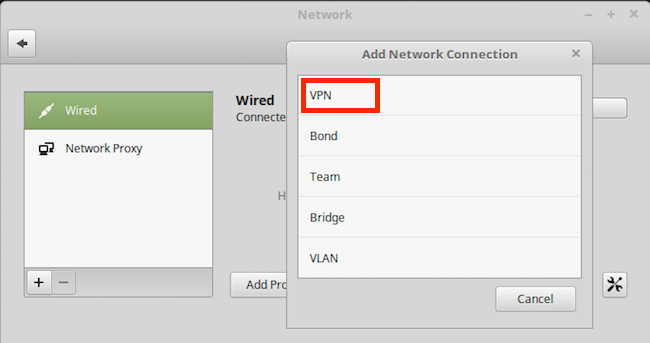 Network
Add Network Connection
Wired
Network Proxy
Wired
Connecte
H
Add Pro
VPN
Bond
Team
Bridge
VLAN
Cancel